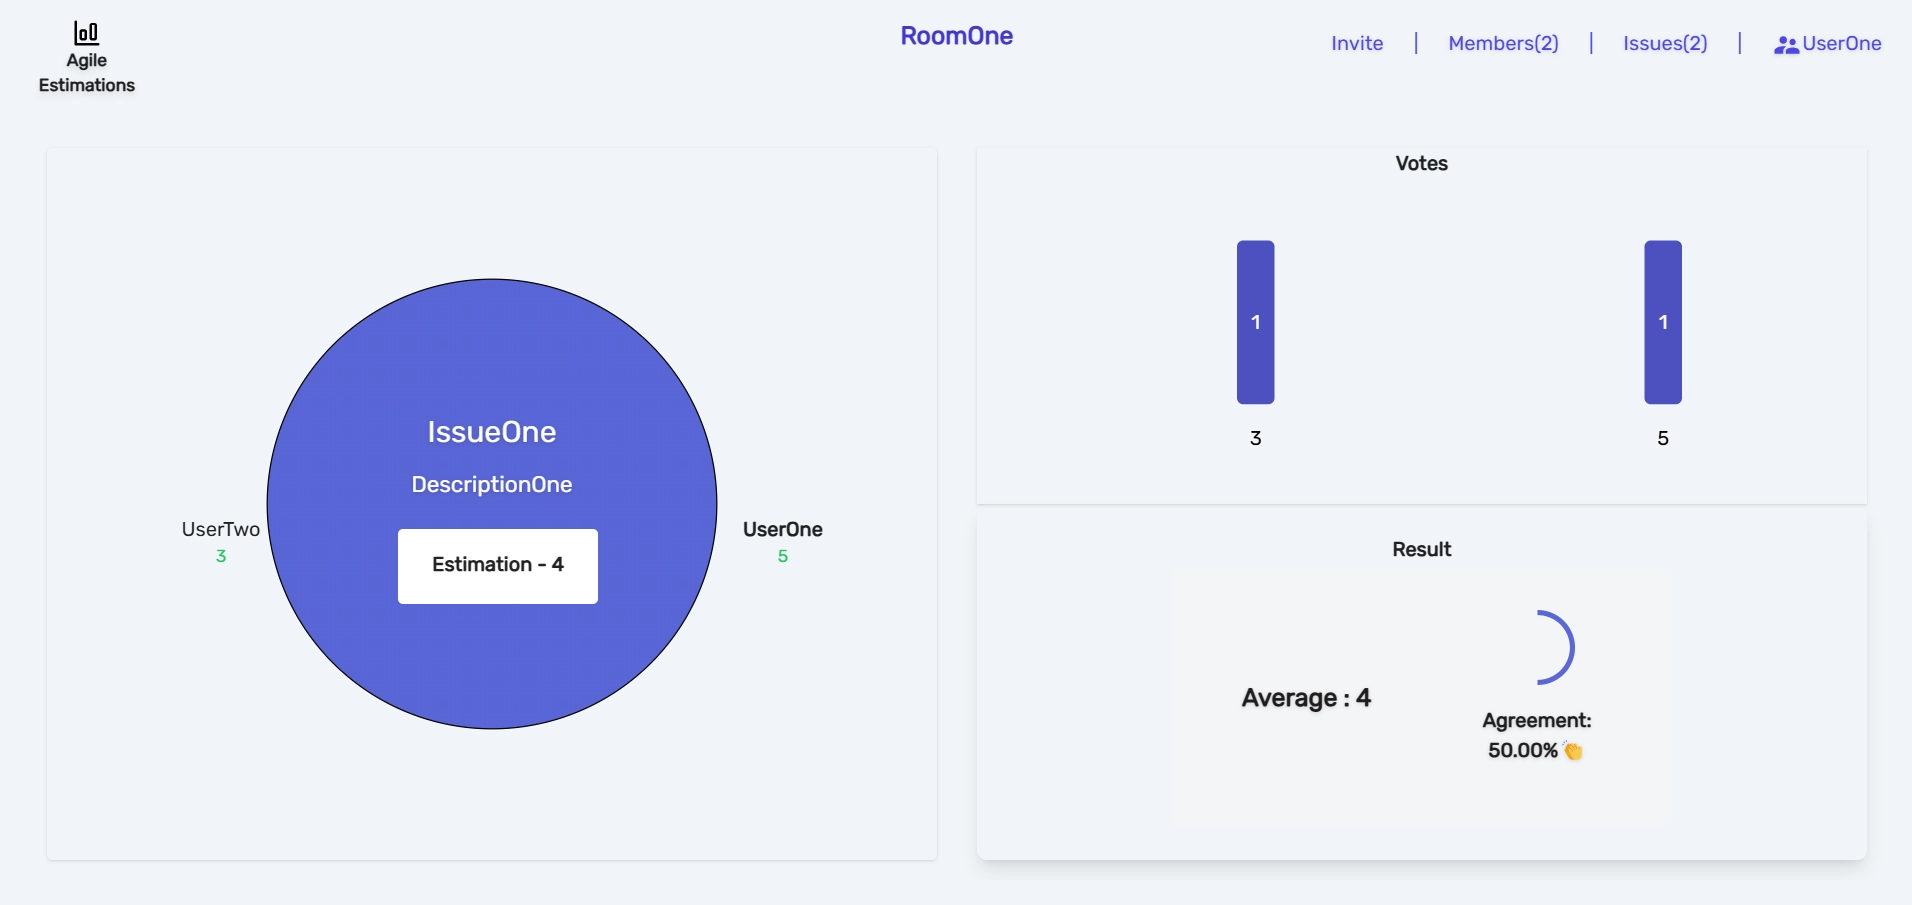 Agile
Estimations
RoomOne
Invite | Members(2) | Issues(2) | UserOne
IssueOne
DescriptionOne
Estimation - 4
UserTwo
3
UserOne
5
Votes
1 1
3 5
Result
Average : 4
Agreement:
50.00% 👏